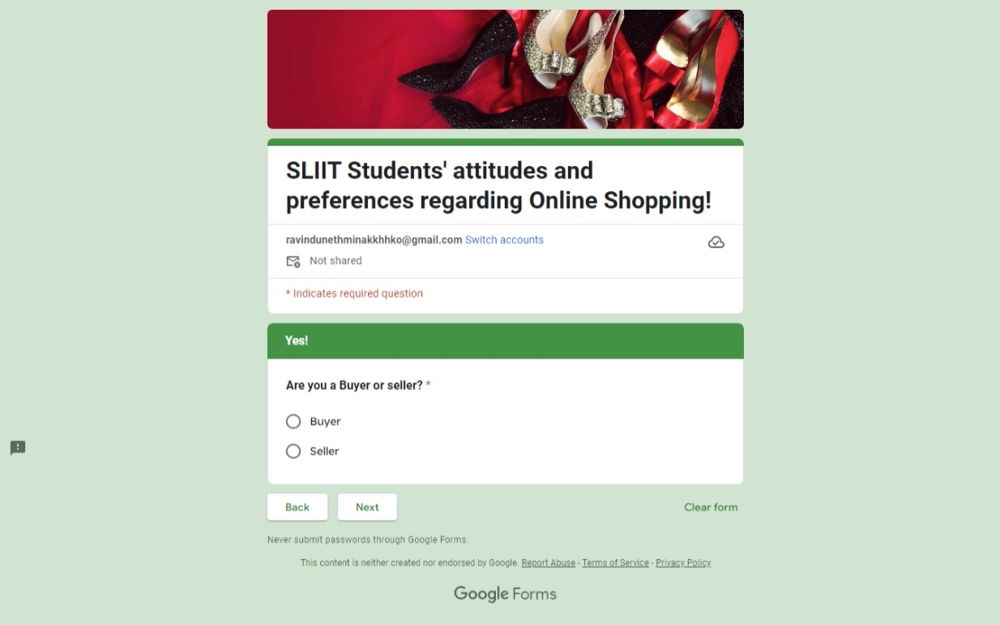 SLIIT Students' attitudes and
preferences regarding Online Shopping!
ravindunethminakkhhko@gmail.com Switch accounts
Not shared
* Indicates required question
Yes!
Are you a Buyer or seller? *
Buyer
Seller
Back Next Clear form
Never submit passwords through Google Forms.
This content is neither created nor endorsed by Google. Report Abuse - Terms of Service - Privacy Policy
Google Forms